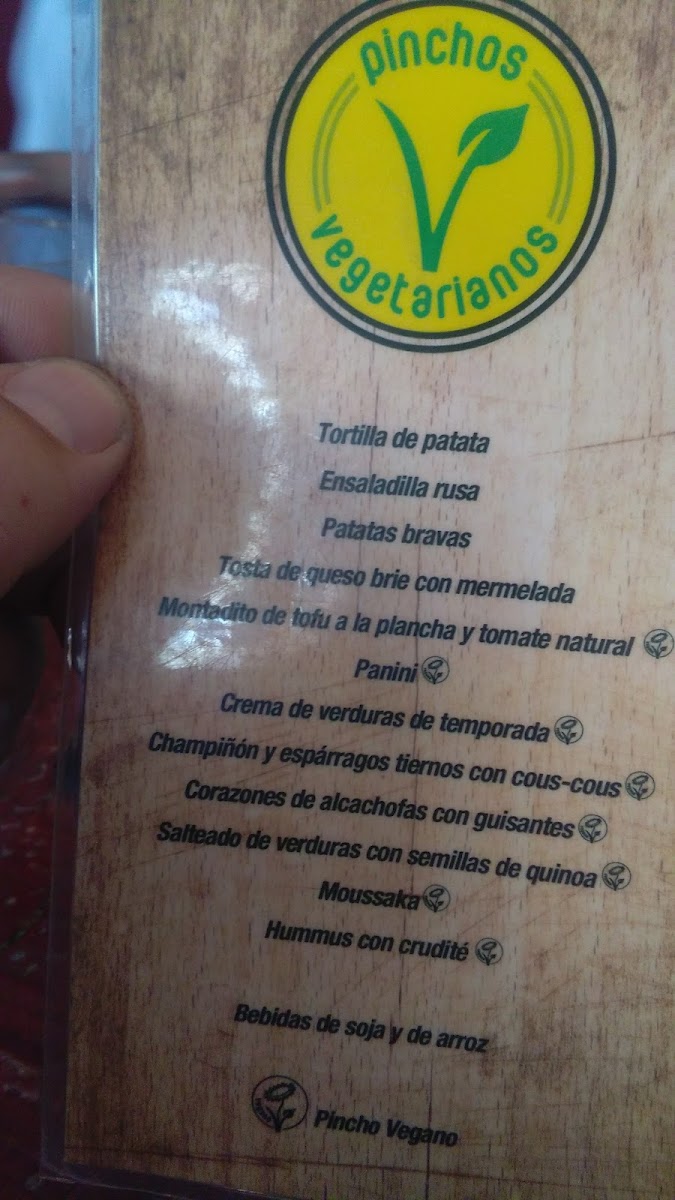 pinchos
vegetarianos
Tortilla de patata
Ensaladilla rusa
Patatas bravas
Tosta de queso brie con mermelada
Montadito de tofu a la plancha y tomate natural
Panini
Crema de verduras de temporada
Champiñón y espárragos tiernos con cous-cous
Corazones de alcachofas con guisantes
Salteado de verduras con semillas de quinoa
Moussaka
Hummus con crudité
Bebidas de soja y de arroz
Pincho Vegano